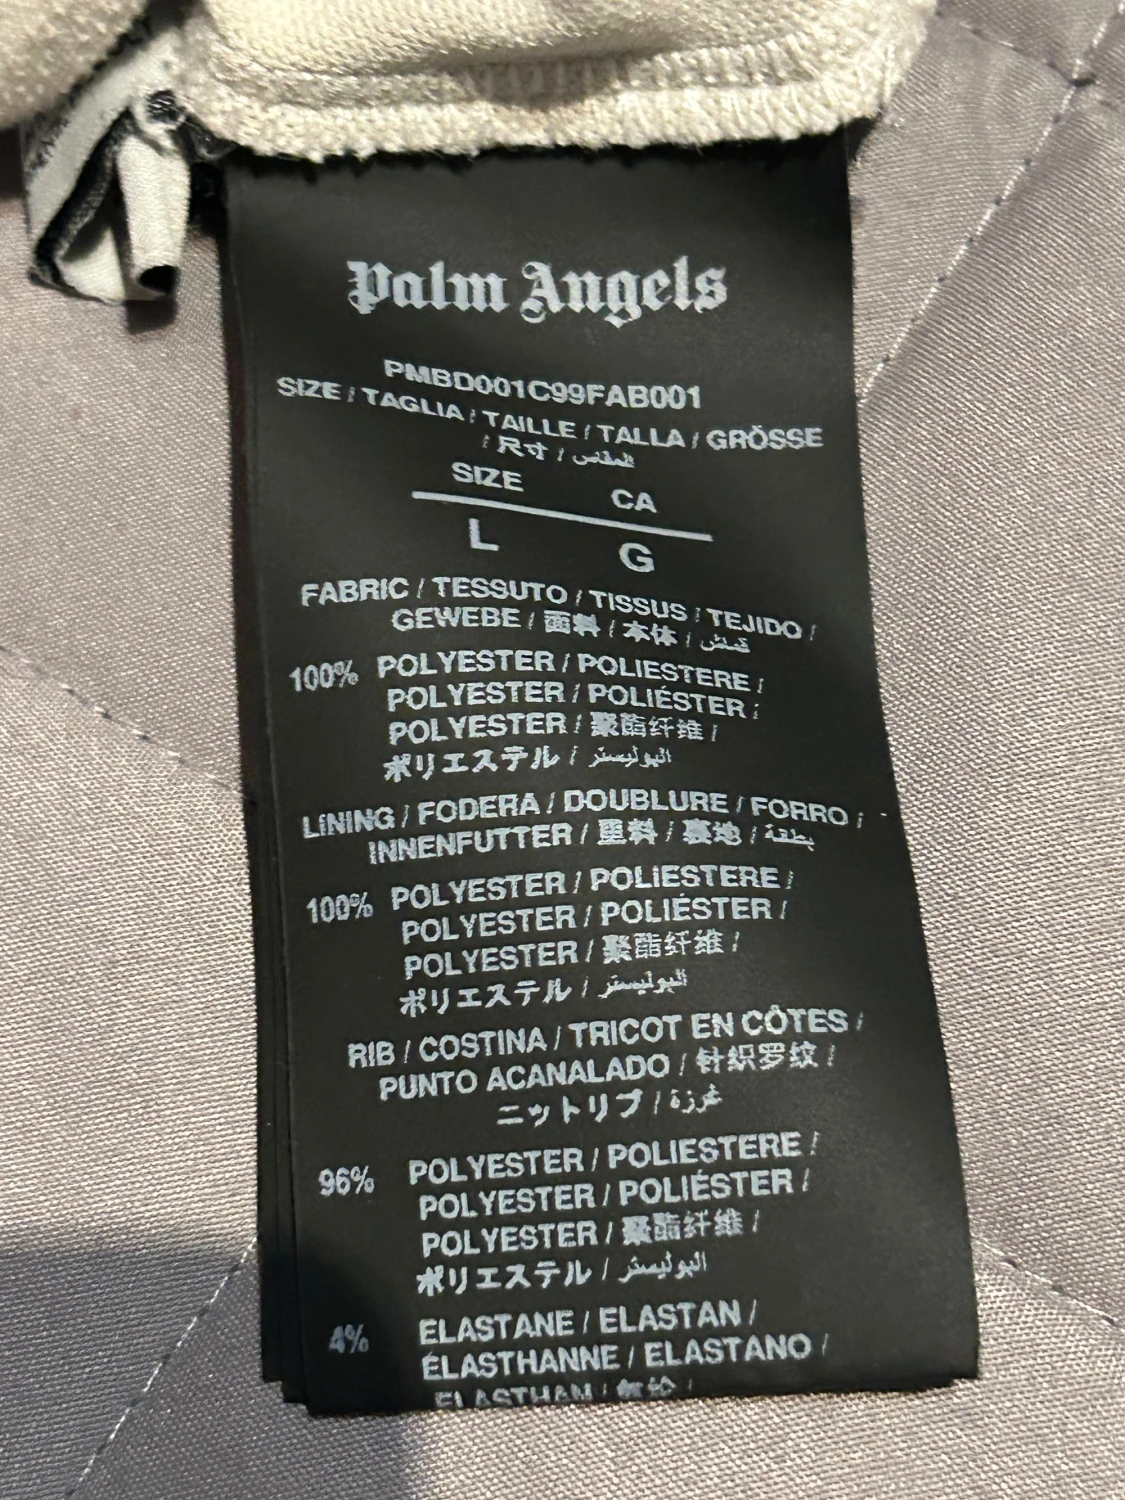 Palm Angels
PMBD001C99FAB001
SIZE / TAGLIA / TAILLE / TALLA / GRÖSSE
/ 尺寸 / المقاس
SIZE CA
L G
FABRIC / TESSUTO / TISSUS / TEJIDO /
GEWEBE / 面料 / 本体 / قماش
100% POLYESTER / POLIESTERE /
POLYESTER / POLIÉSTER /
POLYESTER / 聚酯纤维 /
ポリエステル / البوليستر
LINING / FODERA / DOUBLURE / FORRO /
INNENFUTTER / 里料 / 裏地 / بطانة
100% POLYESTER / POLIESTERE /
POLYESTER / POLIÉSTER /
POLYESTER / 聚酯纤维 /
ポリエステル / البوليستر
RIB / COSTINA / TRICOT EN CÔTES /
PUNTO ACANALADO / 针织罗纹 /
ニットリブ / غرزة
96% POLYESTER / POLIESTERE /
POLYESTER / POLIÉSTER /
POLYESTER / 聚酯纤维 /
ポリエステル / البوليستر
4% ELASTANE / ELASTAN /
ÉLASTHANNE / ELASTANO /
ELASTHAN /